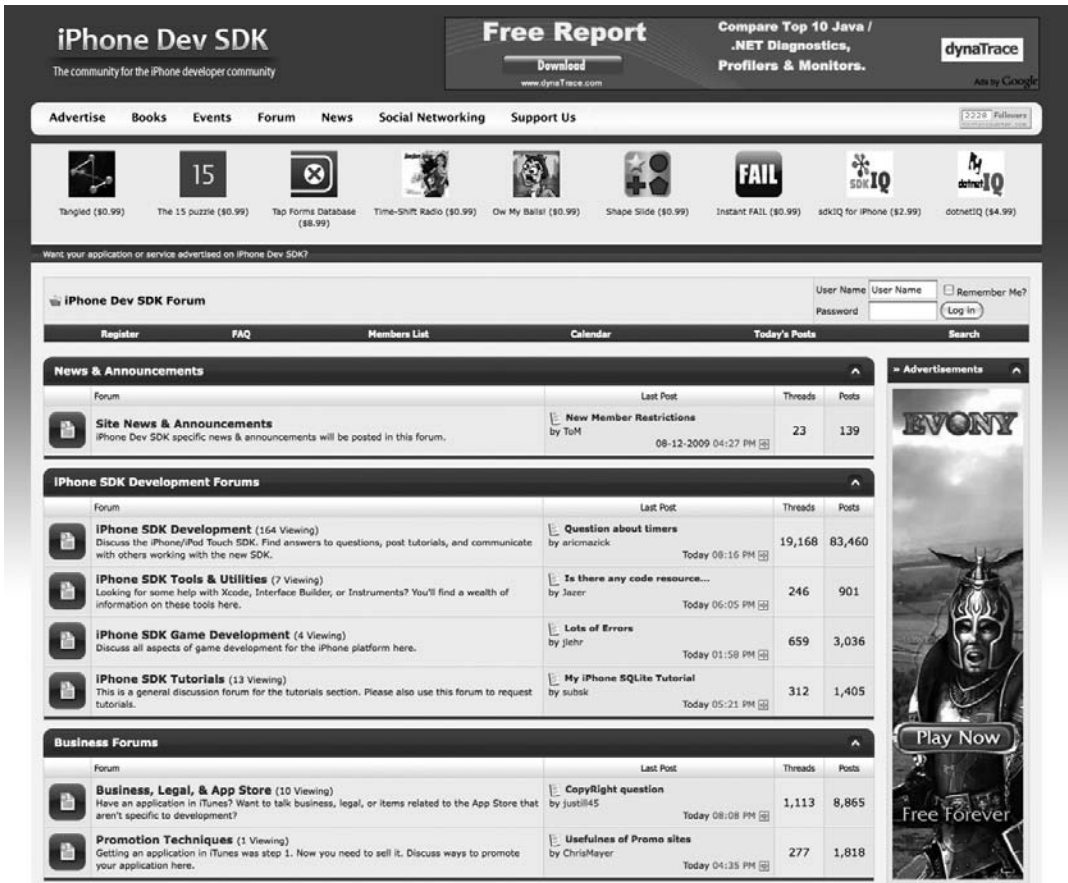 iPhone Dev SDK
The community for the iPhone developer community
Free Report
Download
www.dynaTrace.com
Compare Top 10 Java /
.NET Diagnostics,
Profilers & Monitors.
dynaTrace
Ads by Google
Advertise Books Events Forum News Social Networking Support Us
2228 Followers
15
FAIL
SDK IQ
dotnet IQ
Tangled ($0.99) The 15 puzzle ($0.99) Tap Forms Database Time-Shift Radio ($0.99) Ow My Balls! ($0.99) Shape Slide ($0.99) Instant FAIL ($0.99) sdkIQ for iPhone ($2.99) dotnetIQ ($4.99)
($8.99)
Want your application or service advertised on iPhone Dev SDK?
iPhone Dev SDK Forum
User Name User Name Remember Me?
Password Log in
Register FAQ Members List Calendar Today's Posts Search
News & Announcements
Forum Last Post Threads Posts
Site News & Announcements
iPhone Dev SDK specific news & announcements will be posted in this forum.
New Member Restrictions
by ToM
08-12-2009 04:27 PM
23 139
iPhone SDK Development Forums
Forum Last Post Threads Posts
iPhone SDK Development (164 Viewing)
Discuss the iPhone/iPod Touch SDK. Find answers to questions, post tutorials, and communicate
with others working with the new SDK.
Question about timers
by aricmazick
Today 08:16 PM
19,168 83,460
iPhone SDK Tools & Utilities (7 Viewing)
Looking for some help with Xcode, Interface Builder, or Instruments? You'll find a wealth of
information on these tools here.
Is there any code resource...
by Jazer
Today 06:05 PM
246 901
iPhone SDK Game Development (4 Viewing)
Discuss all aspects of game development for the iPhone platform here.
Lots of Errors
by jlehr
Today 01:58 PM
659 3,036
iPhone SDK Tutorials (13 Viewing)
This is a general discussion forum for the tutorials section. Please also use this forum to request
tutorials.
My iPhone SQLite Tutorial
by subsk
Today 05:21 PM
312 1,405
Business Forums
Forum Last Post Threads Posts
Business, Legal, & App Store (10 Viewing)
Have an application in iTunes? Want to talk business, legal, or items related to the App Store that
aren't specific to development?
CopyRight question
by justill45
Today 08:08 PM
1,113 8,865
Promotion Techniques (1 Viewing)
Getting an application in iTunes was step 1. Now you need to sell it. Discuss ways to promote
your application here.
Usefulnes of Promo sites
by ChrisMayer
Today 04:35 PM
277 1,818
» Advertisements
EVONY
Play Now
Free Forever